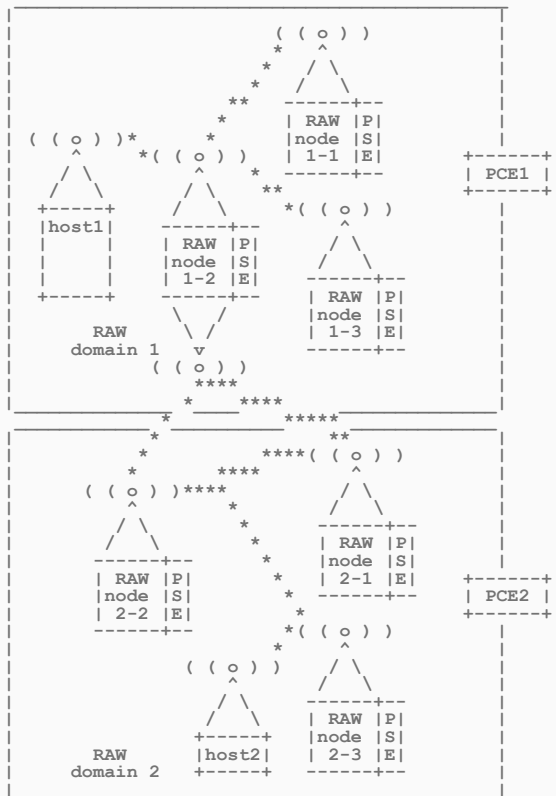 ( ( o ) )
RAW |P|
node |S|
1-1 |E|
( ( o ) )
( ( o ) )
PCE1
( ( o ) )
host1
RAW |P|
node |S|
1-2 |E|
RAW |P|
node |S|
1-3 |E|
RAW
domain 1
v
( ( o ) )
( ( o ) )
( ( o ) )
RAW |P|
node |S|
2-1 |E|
RAW |P|
node |S|
2-2 |E|
PCE2
( ( o ) )
( ( o ) )
RAW |P|
node |S|
2-3 |E|
host2
RAW
domain 2